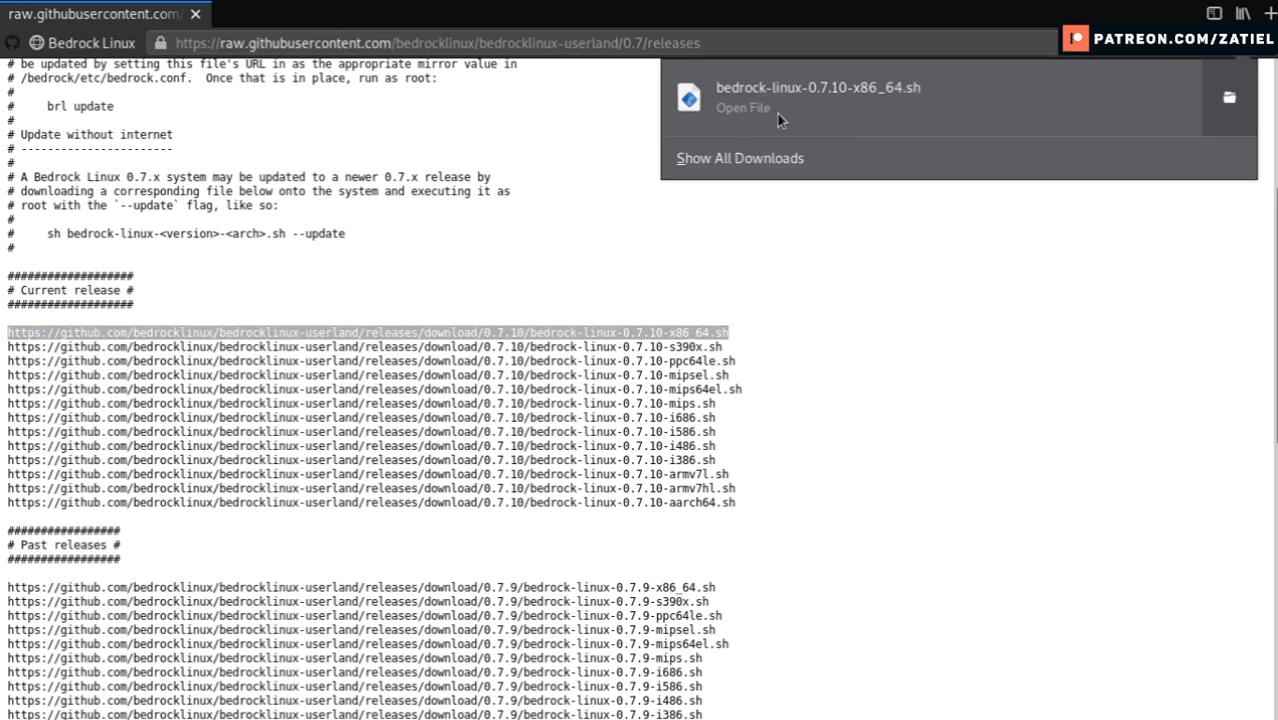 raw.githubusercontent.com
Bedrock Linux
https://raw.githubusercontent.com/bedrocklinux/bedrocklinux-userland/0.7/releases
PATREON.COM/ZATIEL
# be updated by setting this file's URL in as the appropriate mirror value in
# /bedrock/etc/bedrock.conf.  Once that is in place, run as root:
#
#     brl update
#
# Update without internet
# -----------------------
#
# A Bedrock Linux 0.7.x system may be updated to a newer 0.7.x release by
# downloading a corresponding file below onto the system and executing it as
# root with the `--update` flag, like so:
#
#     sh bedrock-linux-<version>-<arch>.sh --update
#
bedrock-linux-0.7.10-x86_64.sh
Open File
Show All Downloads
###################
# Current release #
###################
https://github.com/bedrocklinux/bedrocklinux-userland/releases/download/0.7.10/bedrock-linux-0.7.10-x86_64.sh
https://github.com/bedrocklinux/bedrocklinux-userland/releases/download/0.7.10/bedrock-linux-0.7.10-s390x.sh
https://github.com/bedrocklinux/bedrocklinux-userland/releases/download/0.7.10/bedrock-linux-0.7.10-ppc64le.sh
https://github.com/bedrocklinux/bedrocklinux-userland/releases/download/0.7.10/bedrock-linux-0.7.10-mipsel.sh
https://github.com/bedrocklinux/bedrocklinux-userland/releases/download/0.7.10/bedrock-linux-0.7.10-mips64el.sh
https://github.com/bedrocklinux/bedrocklinux-userland/releases/download/0.7.10/bedrock-linux-0.7.10-mips.sh
https://github.com/bedrocklinux/bedrocklinux-userland/releases/download/0.7.10/bedrock-linux-0.7.10-i686.sh
https://github.com/bedrocklinux/bedrocklinux-userland/releases/download/0.7.10/bedrock-linux-0.7.10-i586.sh
https://github.com/bedrocklinux/bedrocklinux-userland/releases/download/0.7.10/bedrock-linux-0.7.10-i486.sh
https://github.com/bedrocklinux/bedrocklinux-userland/releases/download/0.7.10/bedrock-linux-0.7.10-i386.sh
https://github.com/bedrocklinux/bedrocklinux-userland/releases/download/0.7.10/bedrock-linux-0.7.10-armv7l.sh
https://github.com/bedrocklinux/bedrocklinux-userland/releases/download/0.7.10/bedrock-linux-0.7.10-armv7hl.sh
https://github.com/bedrocklinux/bedrocklinux-userland/releases/download/0.7.10/bedrock-linux-0.7.10-aarch64.sh
#################
# Past releases #
#################
https://github.com/bedrocklinux/bedrocklinux-userland/releases/download/0.7.9/bedrock-linux-0.7.9-x86_64.sh
https://github.com/bedrocklinux/bedrocklinux-userland/releases/download/0.7.9/bedrock-linux-0.7.9-s390x.sh
https://github.com/bedrocklinux/bedrocklinux-userland/releases/download/0.7.9/bedrock-linux-0.7.9-ppc64le.sh
https://github.com/bedrocklinux/bedrocklinux-userland/releases/download/0.7.9/bedrock-linux-0.7.9-mipsel.sh
https://github.com/bedrocklinux/bedrocklinux-userland/releases/download/0.7.9/bedrock-linux-0.7.9-mips64el.sh
https://github.com/bedrocklinux/bedrocklinux-userland/releases/download/0.7.9/bedrock-linux-0.7.9-mips.sh
https://github.com/bedrocklinux/bedrocklinux-userland/releases/download/0.7.9/bedrock-linux-0.7.9-i686.sh
https://github.com/bedrocklinux/bedrocklinux-userland/releases/download/0.7.9/bedrock-linux-0.7.9-i586.sh
https://github.com/bedrocklinux/bedrocklinux-userland/releases/download/0.7.9/bedrock-linux-0.7.9-i486.sh
https://github.com/bedrocklinux/bedrocklinux-userland/releases/download/0.7.9/bedrock-linux-0.7.9-i386.sh